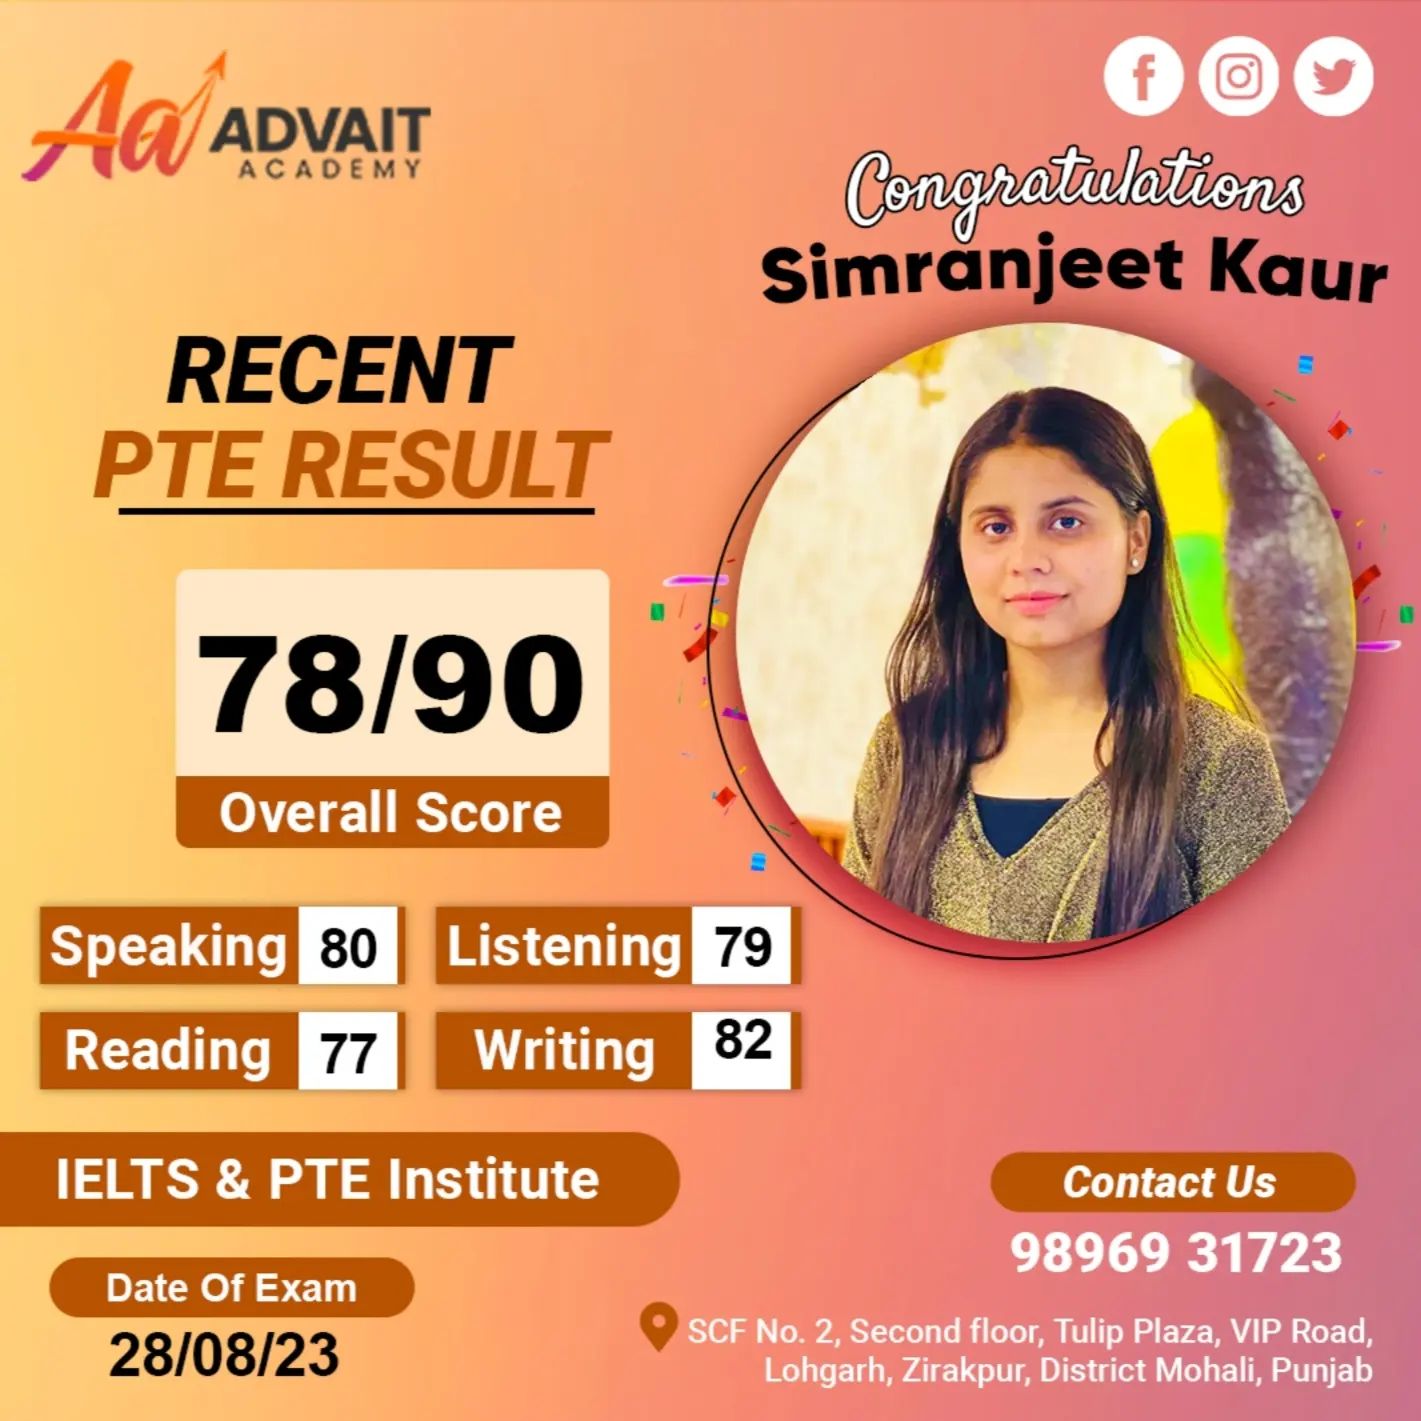 Aa ADVAIT
ACADEMY
Congratulations
Simranjeet Kaur
RECENT
PTE RESULT
78/90
Overall Score
Speaking 80
Listening 79
Reading 77
Writing 82
IELTS & PTE Institute
Date Of Exam
28/08/23
Contact Us
98969 31723
SCF No. 2, Second floor, Tulip Plaza, VIP Road,
Lohgarh, Zirakpur, District Mohali, Punjab